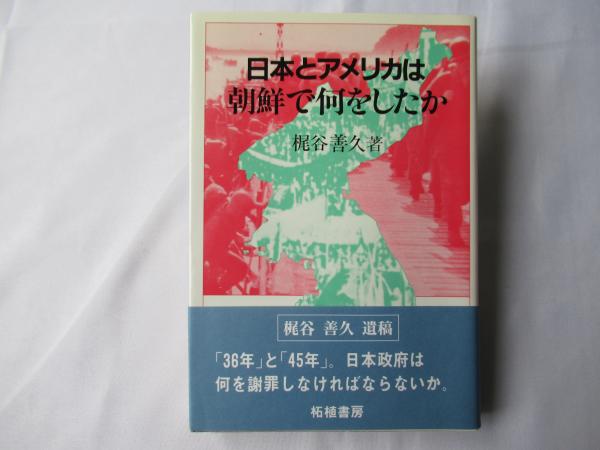 日本とアメリカは
朝鮮で何をしたか
梶谷善久著
梶谷 善久 遺稿
「36年」と「45年」。日本政府は
何を謝罪しなければならないか。
柘植書房